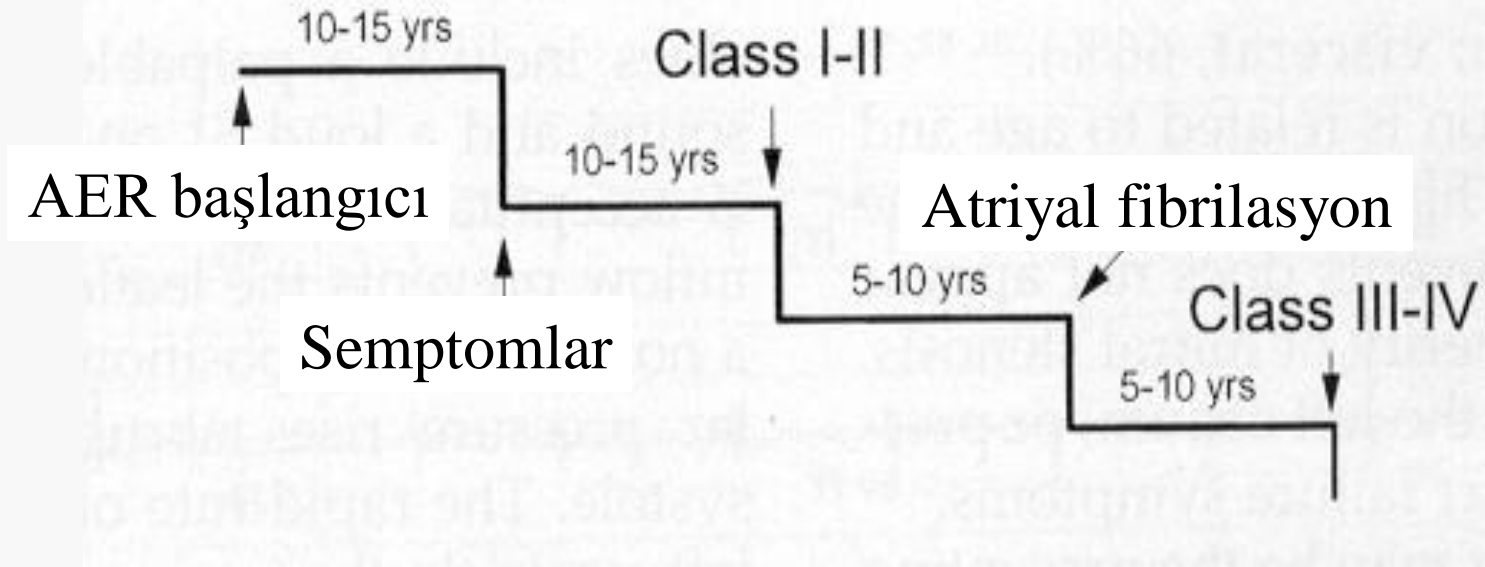 10-15 yrs
Class I-II
10-15 yrs
AER başlangıcı
Atriyal fibrilasyon
5-10 yrs
Class III-IV
Semptomlar
5-10 yrs